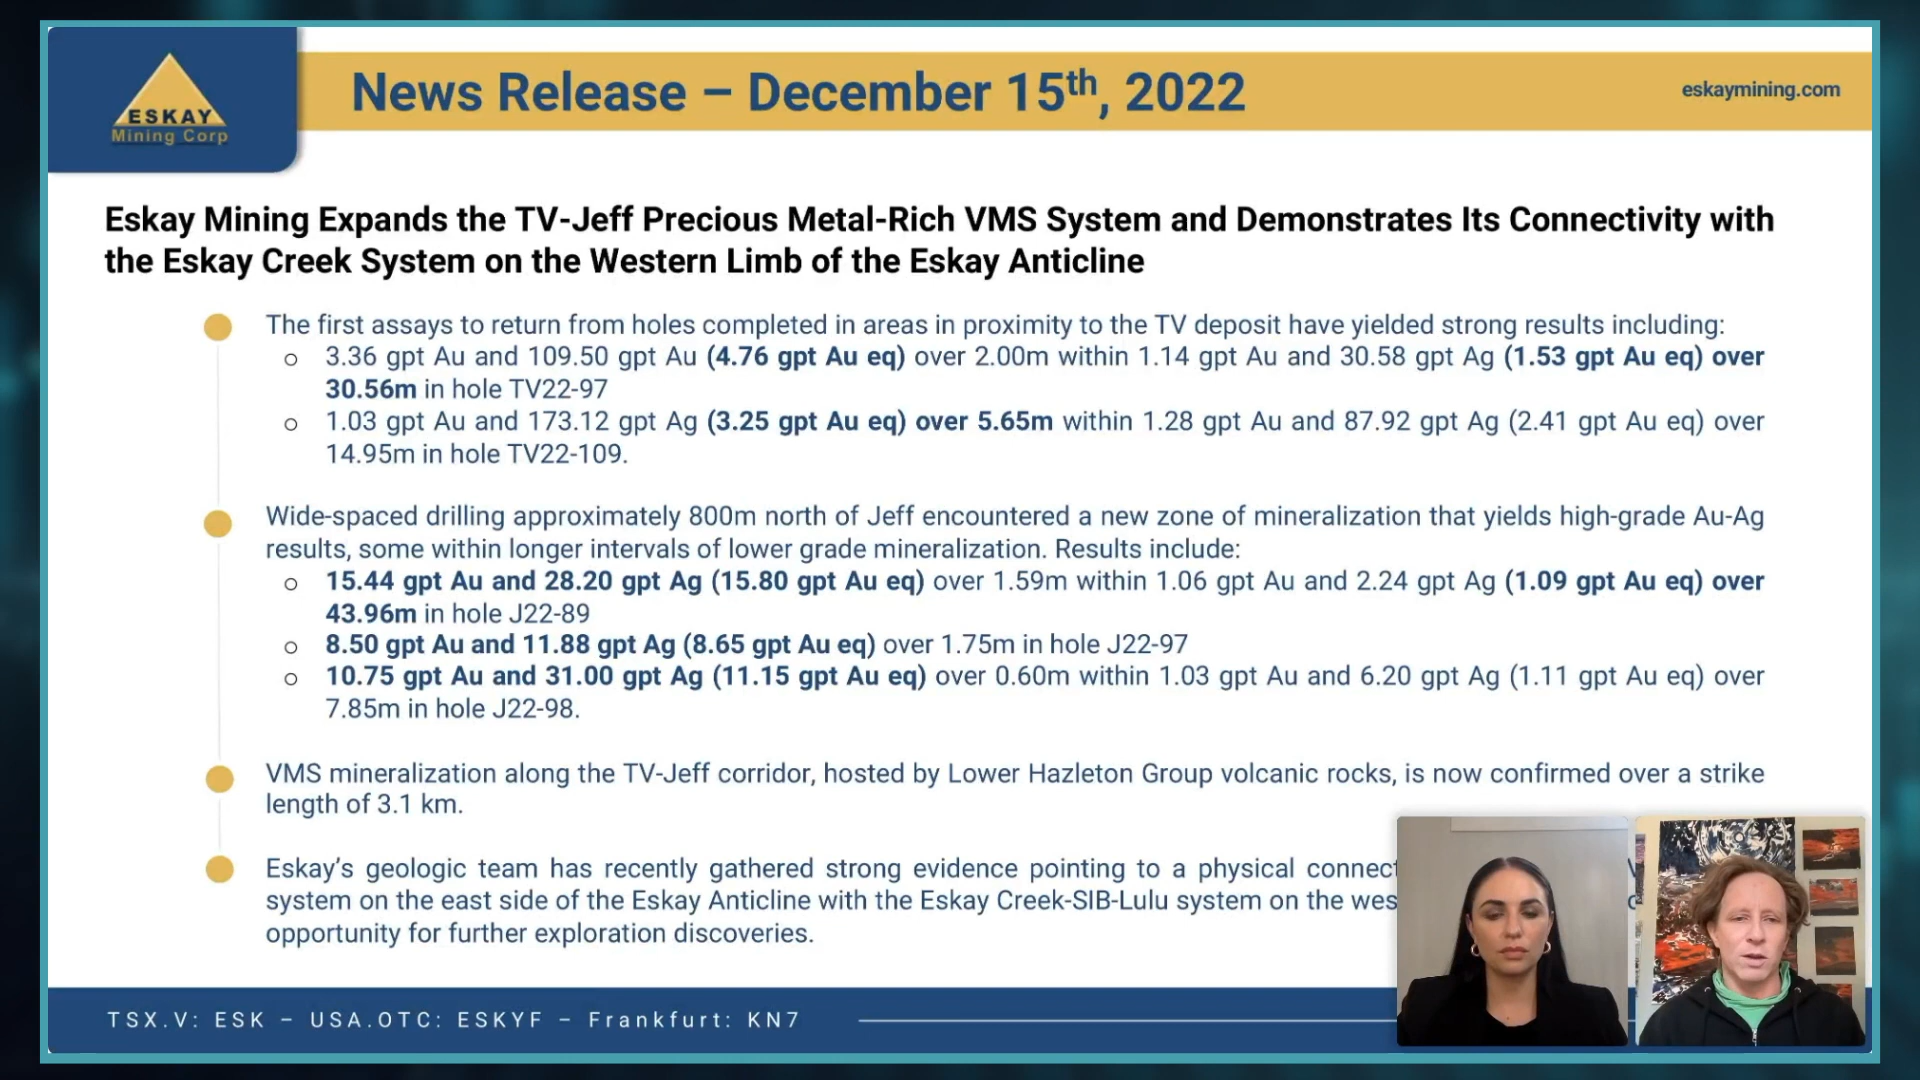 ESKAY
Mining Corp
News Release – December 15th, 2022
eskaymining.com
Eskay Mining Expands the TV-Jeff Precious Metal-Rich VMS System and Demonstrates Its Connectivity with
the Eskay Creek System on the Western Limb of the Eskay Anticline
The first assays to return from holes completed in areas in proximity to the TV deposit have yielded strong results including:
o 3.36 gpt Au and 109.50 gpt Au (4.76 gpt Au eq) over 2.00m within 1.14 gpt Au and 30.58 gpt Ag (1.53 gpt Au eq) over
30.56m in hole TV22-97
o 1.03 gpt Au and 173.12 gpt Ag (3.25 gpt Au eq) over 5.65m within 1.28 gpt Au and 87.92 gpt Ag (2.41 gpt Au eq) over
14.95m in hole TV22-109.
Wide-spaced drilling approximately 800m north of Jeff encountered a new zone of mineralization that yields high-grade Au-Ag
results, some within longer intervals of lower grade mineralization. Results include:
o 15.44 gpt Au and 28.20 gpt Ag (15.80 gpt Au eq) over 1.59m within 1.06 gpt Au and 2.24 gpt Ag (1.09 gpt Au eq) over
43.96m in hole J22-89
o 8.50 gpt Au and 11.88 gpt Ag (8.65 gpt Au eq) over 1.75m in hole J22-97
o 10.75 gpt Au and 31.00 gpt Ag (11.15 gpt Au eq) over 0.60m within 1.03 gpt Au and 6.20 gpt Ag (1.11 gpt Au eq) over
7.85m in hole J22-98.
VMS mineralization along the TV-Jeff corridor, hosted by Lower Hazleton Group volcanic rocks, is now confirmed over a strike
length of 3.1 km.
Eskay's geologic team has recently gathered strong evidence pointing to a physical connect
system on the east side of the Eskay Anticline with the Eskay Creek-SIB-Lulu system on the wes
opportunity for further exploration discoveries.
TSX.V: ESK – USA.OTC: ESKYF – Frankfurt: KN7